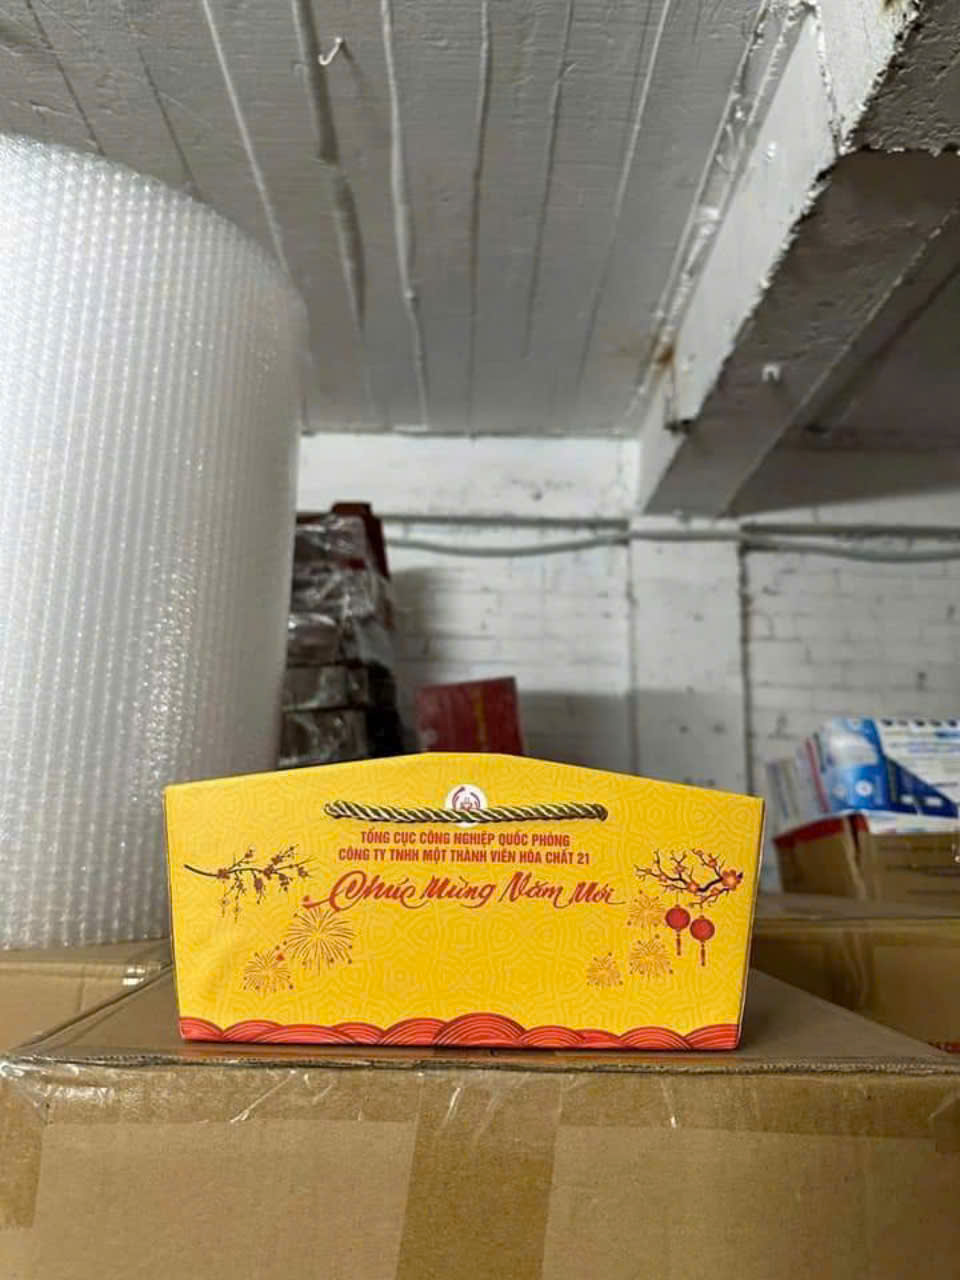 TỔNG CỤC CÔNG NGHIỆP QUỐC PHÒNG
CÔNG TY TNHH MỘT THÀNH VIÊN HÓA CHẤT 21
Chúc Mừng Năm Mới